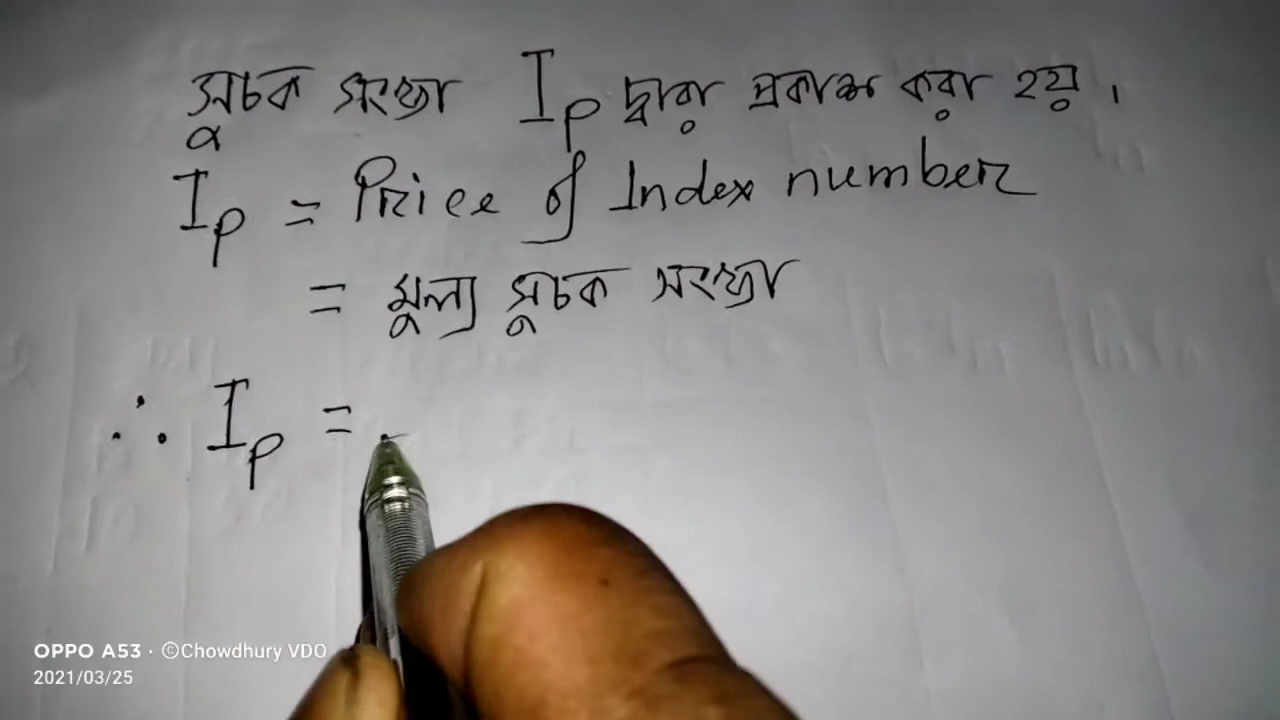 সুচক সংখ্যা Ip দ্বারা প্রকাশ করা হয়।
Ip = Price of Index number
= মুল্য সুচক সংখ্যা
∴ Ip =
OPPO A53 · ©Chowdhury VDO
2021/03/25